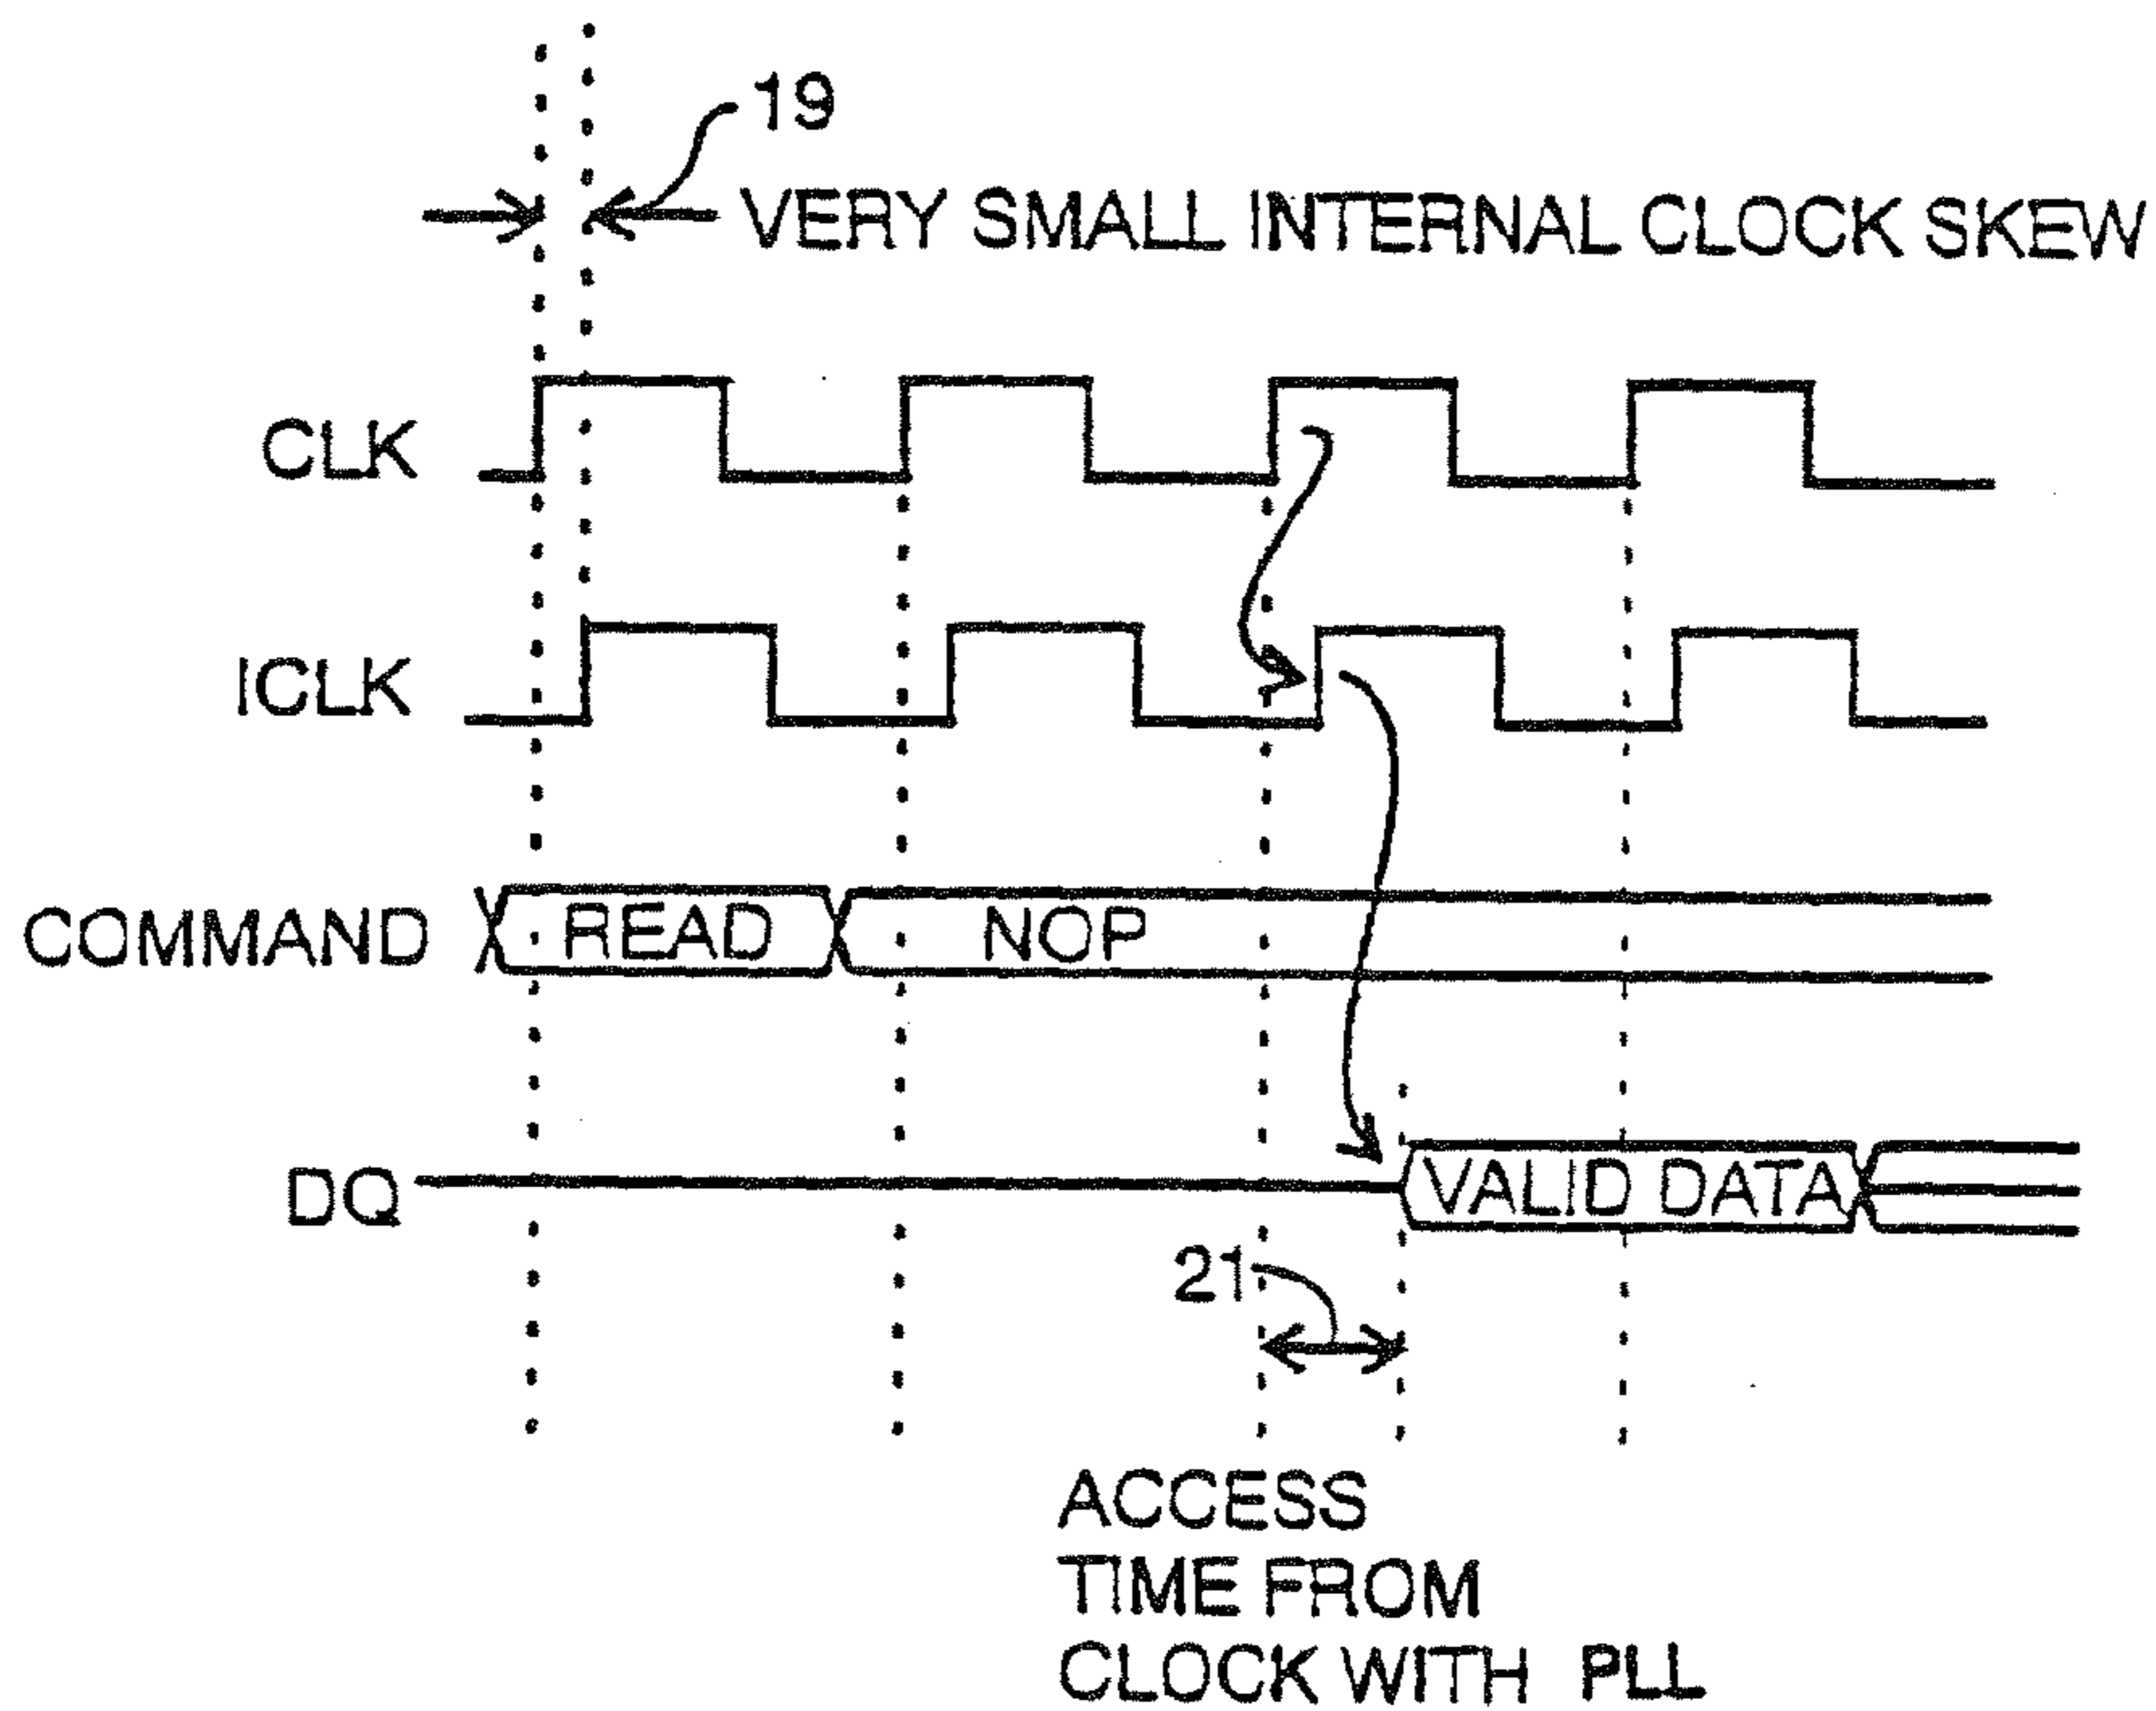 19
VERY SMALL INTERNAL CLOCK SKEW
CLK
ICLK
COMMAND READ NOP
DQ VALID DATA
21
ACCESS
TIME FROM
CLOCK WITH PLL